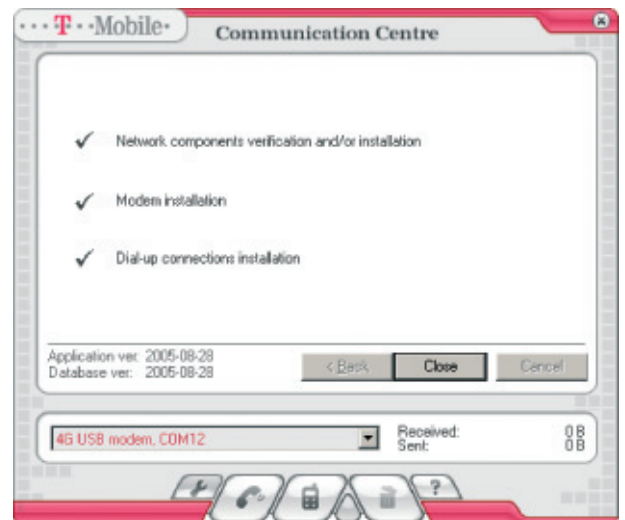 ···T··Mobile·
Communication Centre
Network components verification and/or installation
Modem installation
Dial-up connections installation
Application ver: 2005-08-28
Database ver: 2005-08-28
< Back Close Cancel
4G USB modem, COM12
Received: 0 B
Sent: 0 B
?